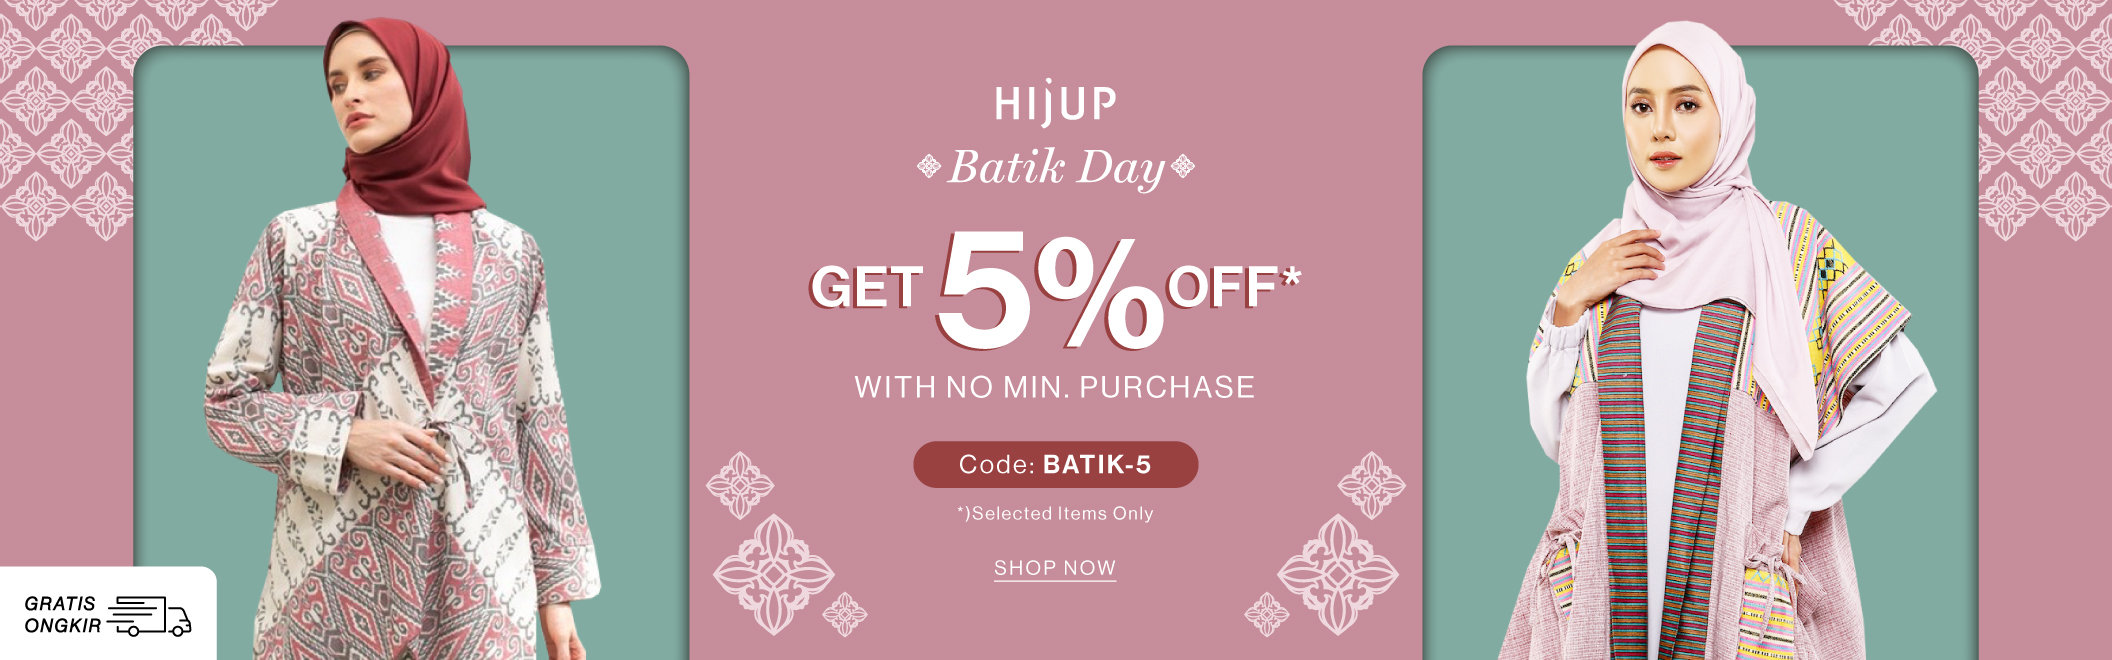 HIJUP
Batik Day
GET 5% OFF*
WITH NO MIN. PURCHASE
Code: BATIK-5
*)Selected Items Only
SHOP NOW
GRATIS
ONGKIR